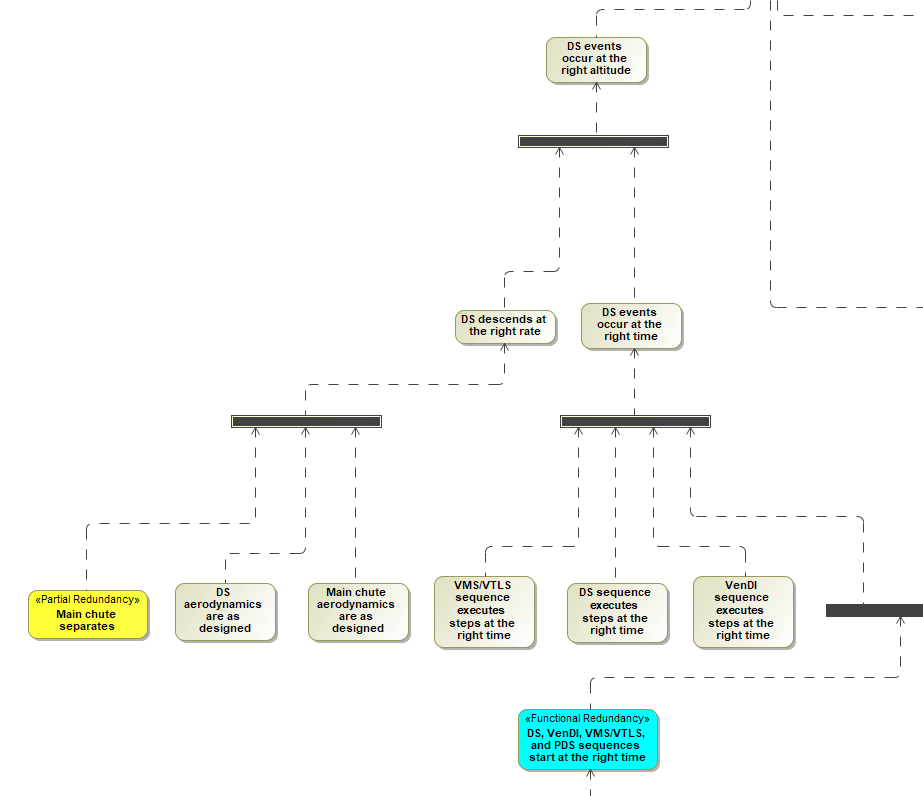 DS events
occur at the
right altitude
DS descends at
the right rate
DS events
occur at the
right time
«Partial Redundancy»
Main chute
separates
DS
aerodynamics
are as
designed
Main chute
aerodynamics
are as
designed
VMS/VTLS
sequence
executes
steps at the
right time
DS sequence
executes
steps at the
right time
VenDI
sequence
executes
steps at the
right time
«Functional Redundancy»
DS, VenDI, VMS/VTLS,
and PDS sequences
start at the right time